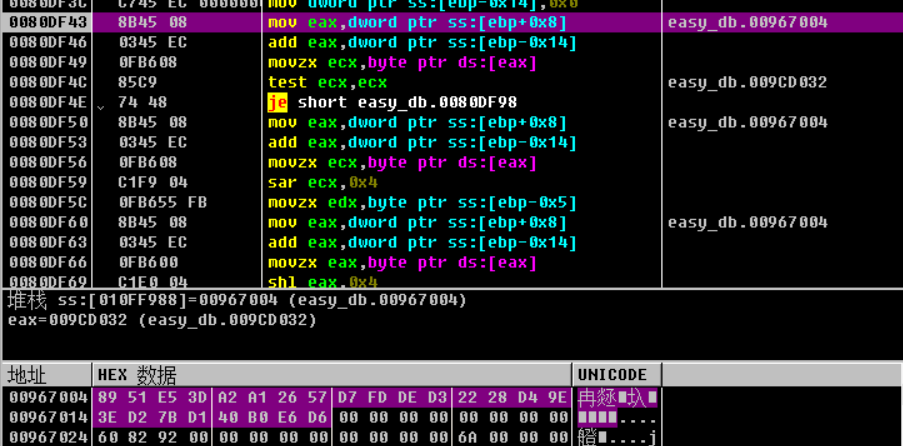 0080DF3C C745 EC 000000 mov dword ptr ss:[ebp-0x14],0x0
0080DF43 8B45 08 mov eax,dword ptr ss:[ebp+0x8] easy_db.00967004
0080DF46 0345 EC add eax,dword ptr ss:[ebp-0x14]
0080DF49 0FB608 movzx ecx,byte ptr ds:[eax]
0080DF4C 85C9 test ecx,ecx easy_db.009CD032
0080DF4E 74 48 je short easy_db.0080DF98
0080DF50 8B45 08 mov eax,dword ptr ss:[ebp+0x8] easy_db.00967004
0080DF53 0345 EC add eax,dword ptr ss:[ebp-0x14]
0080DF56 0FB608 movzx ecx,byte ptr ds:[eax]
0080DF59 C1F9 04 sar ecx,0x4
0080DF5C 0FB655 FB movzx edx,byte ptr ss:[ebp-0x5]
0080DF60 8B45 08 mov eax,dword ptr ss:[ebp+0x8] easy_db.00967004
0080DF63 0345 EC add eax,dword ptr ss:[ebp-0x14]
0080DF66 0FB600 movzx eax,byte ptr ds:[eax]
0080DF69 C1E0 04 shl eax,0x4
堆栈 ss:[010FF988]=00967004 (easy_db.00967004)
eax=009CD032 (easy_db.009CD032)
地址 HEX 数据 UNICODE
00967004 89 51 E5 3D A2 A1 26 57 D7 FD DE D3 22 28 D4 9E
00967014 3E D2 7B D1 40 B0 E6 D6 00 00 00 00 00 00 00 00 ....
00967024 60 82 92 00 00 00 00 00 00 00 00 00 6A 00 00 00 ....j